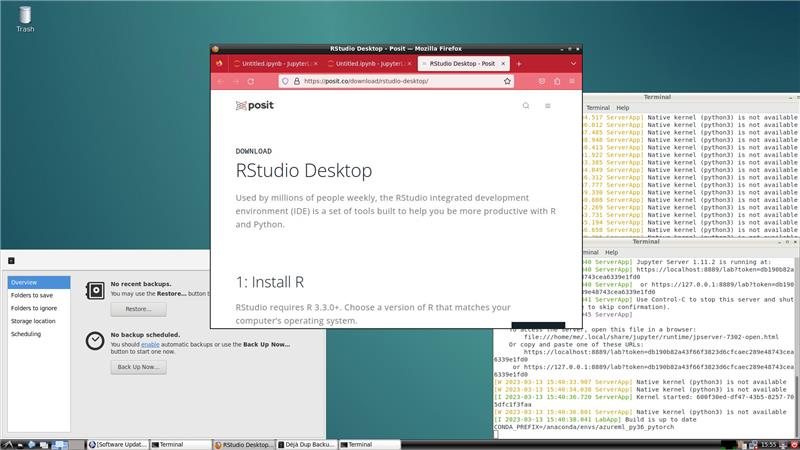 Trash
RStudio Desktop - Posit — Mozilla Firefox
Untitled.ipynb - JupyterL
Untitled.ipynb - JupyterL
RStudio Desktop - Posit
https://posit.co/download/rstudio-desktop/
posit
DOWNLOAD
RStudio Desktop
Used by millions of people weekly, the RStudio integrated development
environment (IDE) is a set of tools built to help you be more productive with R
and Python.
1: Install R
RStudio requires R 3.3.0+. Choose a version of R that matches your
computer's operating system.
Terminal
Terminal Help
4.517 ServerApp] Native kernel (python3) is not available
6.012 ServerApp] Native kernel (python3) is not available
7.485 ServerApp] Native kernel (python3) is not available
8.940 ServerApp] Native kernel (python3) is not available
0.413 ServerApp] Native kernel (python3) is not available
1.922 ServerApp] Native kernel (python3) is not available
3.385 ServerApp] Native kernel (python3) is not available
4.849 ServerApp] Native kernel (python3) is not available
6.312 ServerApp] Native kernel (python3) is not available
7.777 ServerApp] Native kernel (python3) is not available
9.330 ServerApp] Native kernel (python3) is not available
0.808 ServerApp] Native kernel (python3) is not available
2.269 ServerApp] Native kernel (python3) is not available
3.731 ServerApp] Native kernel (python3) is not available
5.194 ServerApp] Native kernel (python3) is not available
6.650 ServerApp] Native kernel (python3) is not available
Terminal
Terminal Help
40 ServerApp] Jupyter Server 1.11.2 is running at:
40 ServerApp] https://localhost:8889/lab?token=db190b
3743cea6339e1fd0
40 ServerApp] or https://127.0.0.1:8889/lab?token=db190b
3743cea6339e1fd0
40 ServerApp] Use Control-C to stop this server and shut
to skip confirmation).
45 ServerApp]
To access the server, open this file in a browser:
file:///home/me/.local/share/jupyter/runtime/jpserver-7302-open.html
Or copy and paste one of these URLs:
https://localhost:8889/lab?token=db190b82a43f66f3823d6cfcaec289e48743cea
6339e1fd0
or https://127.0.0.1:8889/lab?token=db190b82a43f66f3823d6cfcaec289e48743cea
6339e1fd0
[W 2023-03-13 15:40:33.907 ServerApp] Native kernel (python3) is not available
[W 2023-03-13 15:40:34.038 ServerApp] Native kernel (python3) is not available
[I 2023-03-13 15:40:36.720 ServerApp] Kernel started: 600f30ed-df47-43b5-8257-70
5dfc1f3faa
[W 2023-03-13 15:40:36.801 ServerApp] Native kernel (python3) is not available
[I 2023-03-13 15:40:38.041 LabApp] Build is up to date
CONDA_PREFIX=/anaconda/envs/azureml_py36_pytorch
Overview
Folders to save
Folders to ignore
Storage location
Scheduling
No recent backups.
You may use the Restore... button t
Restore...
No backup scheduled.
You should enable automatic backups or use the Back Up Now...
button to start one now.
Back Up Now...
[Software Updat...
Terminal
RStudio Desktop...
Déjà Dup Backu...
Terminal
15:55